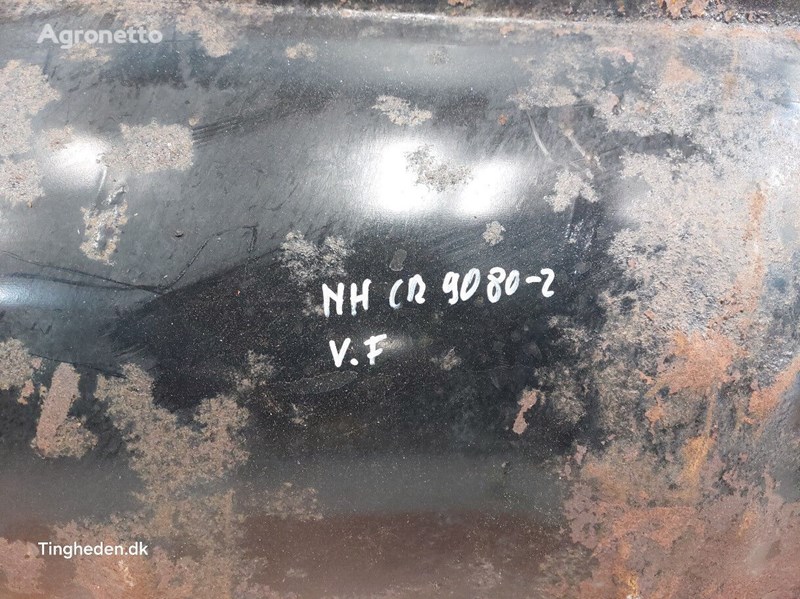 Agronetto
NH CR 9080-2
V.F
Tingheden.dk